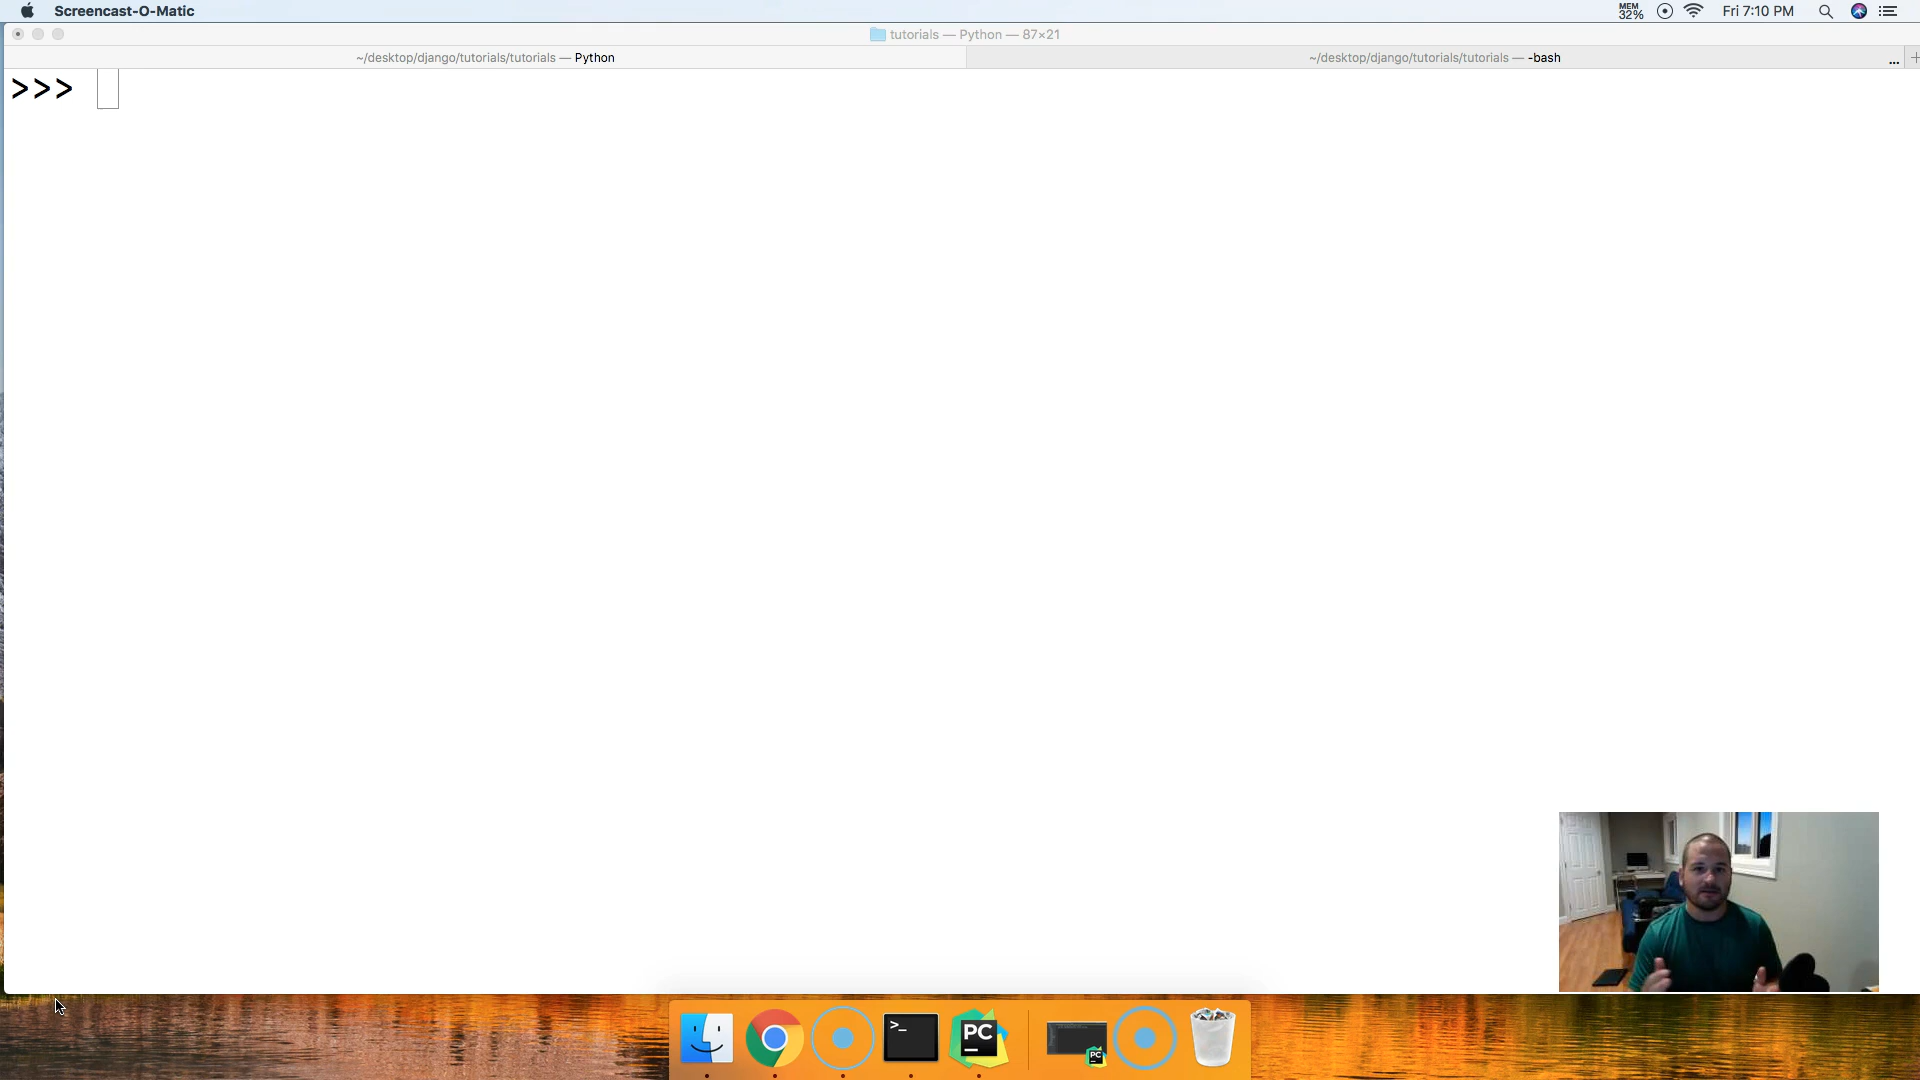 Screencast-O-Matic
MEM
32%
Fri 7:10 PM
tutorials — Python — 87×21
~/desktop/django/tutorials/tutorials — Python
~/desktop/django/tutorials/tutorials — -bash
...
+
>>>
>_
PC
PC